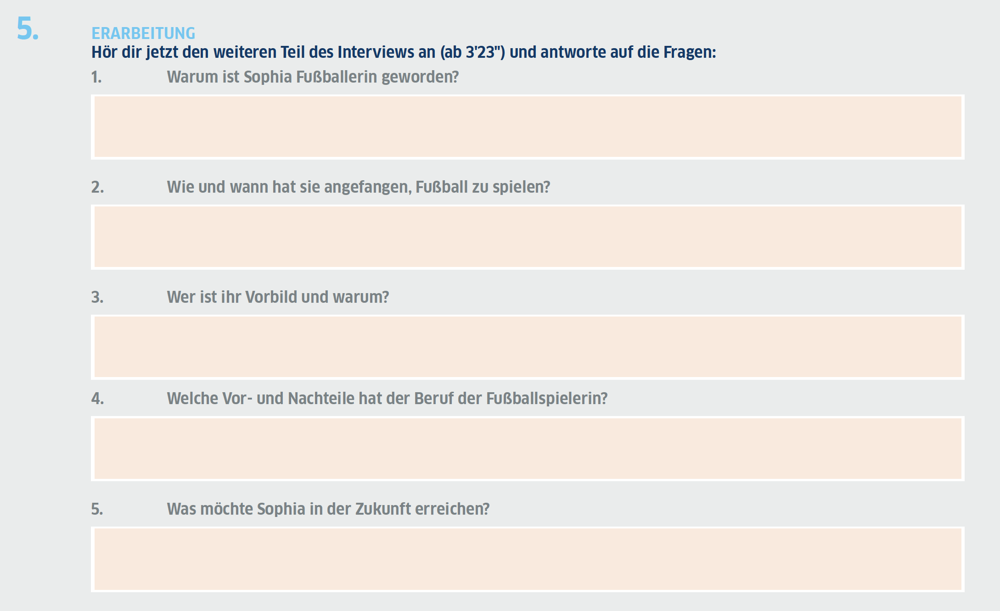 5.
ERARBEITUNG
Hör dir jetzt den weiteren Teil des Interviews an (ab 3'23") und antworte auf die Fragen:
1. Warum ist Sophia Fußballerin geworden?
2. Wie und wann hat sie angefangen, Fußball zu spielen?
3. Wer ist ihr Vorbild und warum?
4. Welche Vor- und Nachteile hat der Beruf der Fußballspielerin?
5. Was möchte Sophia in der Zukunft erreichen?